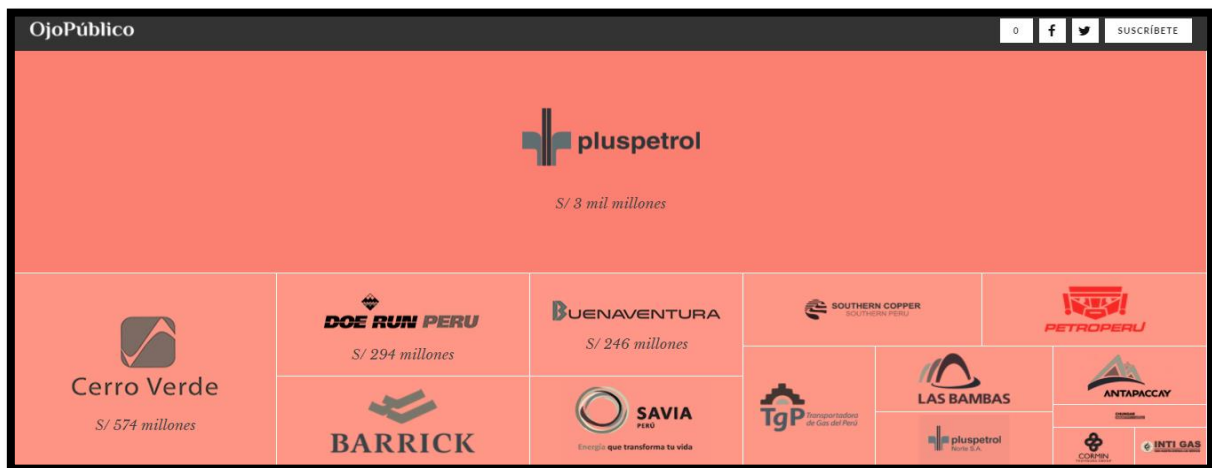 OjoPúblico
0
SUSCRÍBETE
pluspetrol
S/ 3 mil millones
Cerro Verde
S/ 574 millones
DOE RUN PERU
S/ 294 millones
BARRICK
BUENAVENTURA
S/ 246 millones
SAVIA
PERÚ
Energía que transforma tu vida
SOUTHERN COPPER
SOUTHERN PERU
PETROPERU
TgP Transportadora
de Gas del Perú
LAS BAMBAS
pluspetrol
Norte S.A.
ANTAPACCAY
CORMIN
INTI GAS